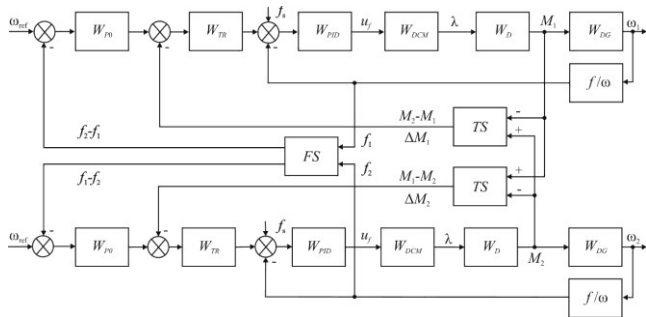 ω_ref - W_P0 - W_TR f_s - W_PID u_f W_DCM λ W_D M_1 W_DG ω_1
f/ω
M_2-M_1 TS - +
ΔM_1
f_2-f_1 FS f_1
f_1-f_2 f_2 M_1-M_2 TS + -
ΔM_2
ω_ref - W_P0 - W_TR f_s - W_PID u_f W_DCM λ W_D M_2 W_DG ω_2
f/ω